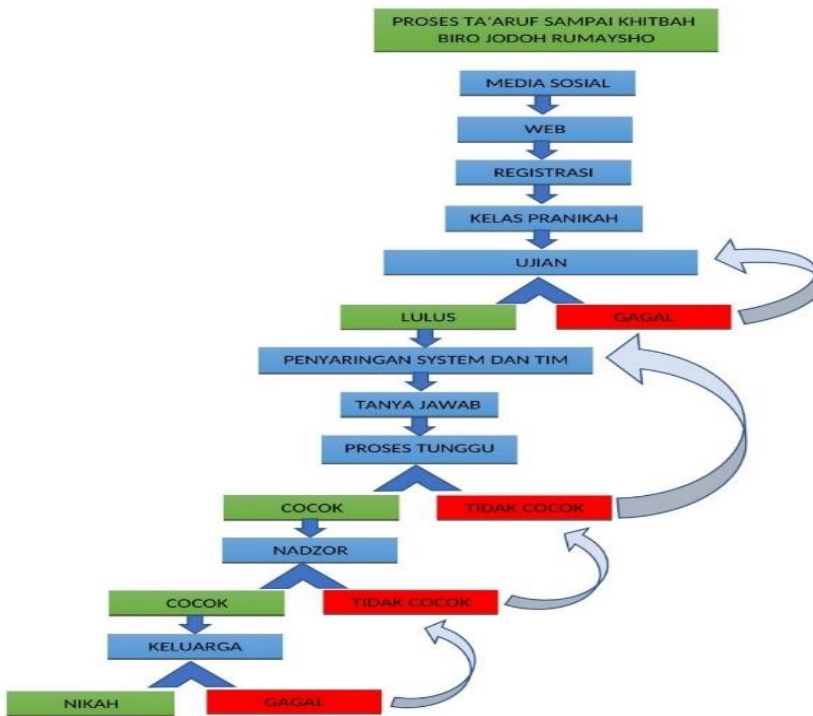 PROSES TA'ARUF SAMPAI KHITBAH
BIRO JODOH RUMAYSHO
MEDIA SOSIAL
WEB
REGISTRASI
KELAS PRANIKAH
UJIAN
LULUS
GAGAL
PENYARINGAN SYSTEM DAN TIM
TANYA JAWAB
PROSES TUNGGU
COCOK
TIDAK COCOK
NADZOR
COCOK
TIDAK COCOK
KELUARGA
NIKAH
GAGAL